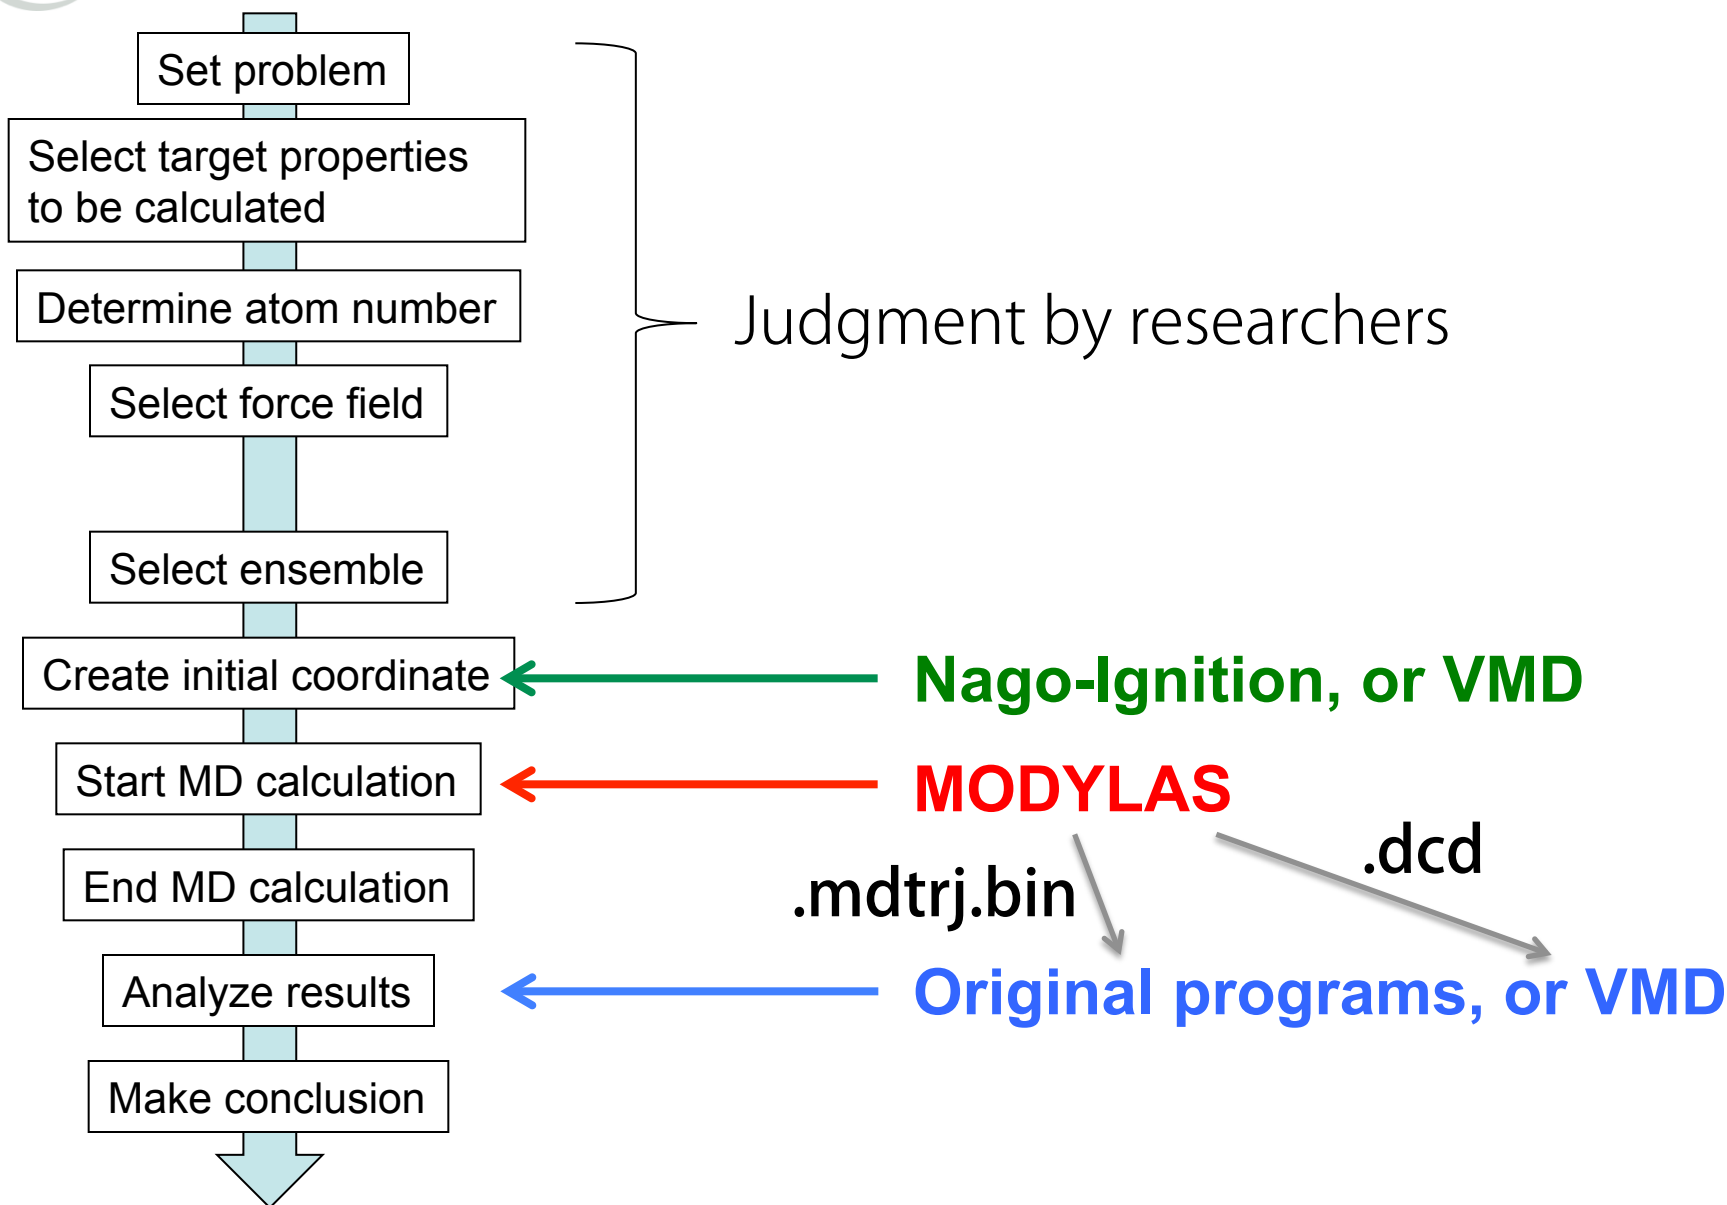 Set problem
Select target properties
to be calculated
Determine atom number
Select force field
Judgment by researchers
Select ensemble
Create initial coordinate
Nago-Ignition, or VMD
Start MD calculation
MODYLAS
.dcd
End MD calculation
.mdtrj.bin
Analyze results
Original programs, or VMD
Make conclusion